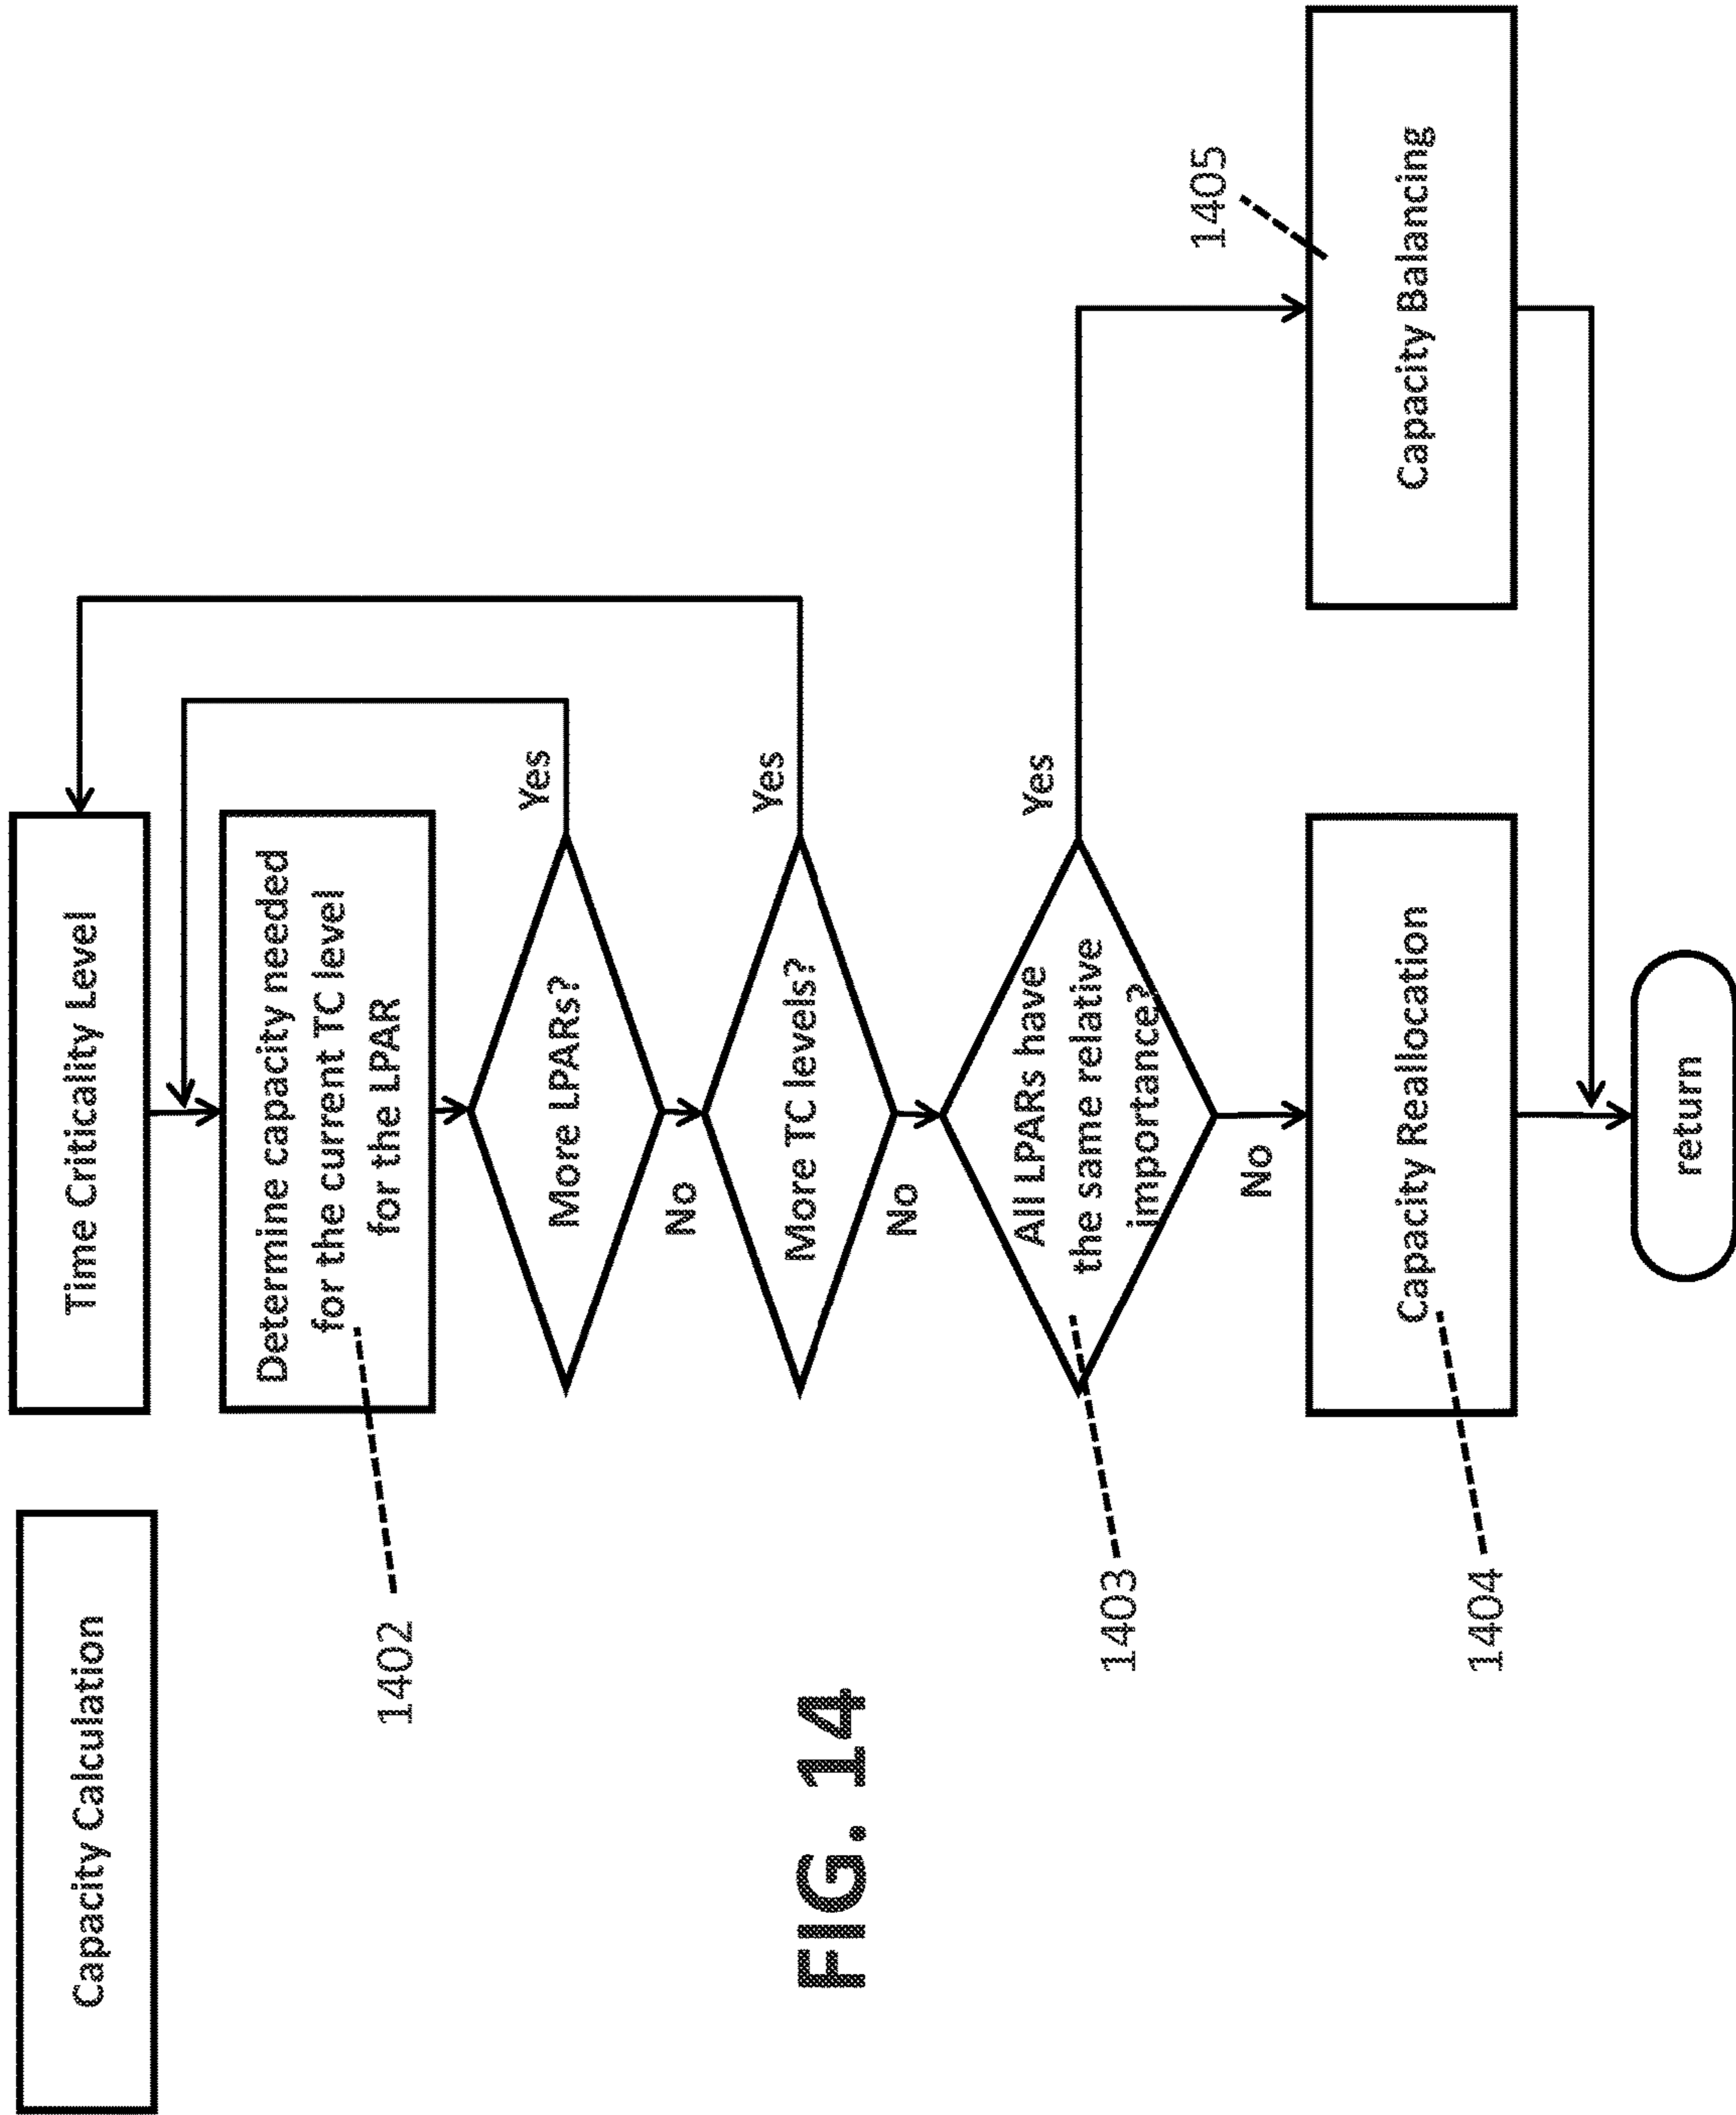 Capacity Calculation
Time Criticality Level
Determine capacity needed
for the current TC level
for the LPAR
1402
More LPARs?
Yes
No
More TC levels?
Yes
No
All LPARs have
the same relative
importance?
1403
Yes
No
1405
Capacity Reallocation
1404
Capacity Balancing
return
FIG. 14